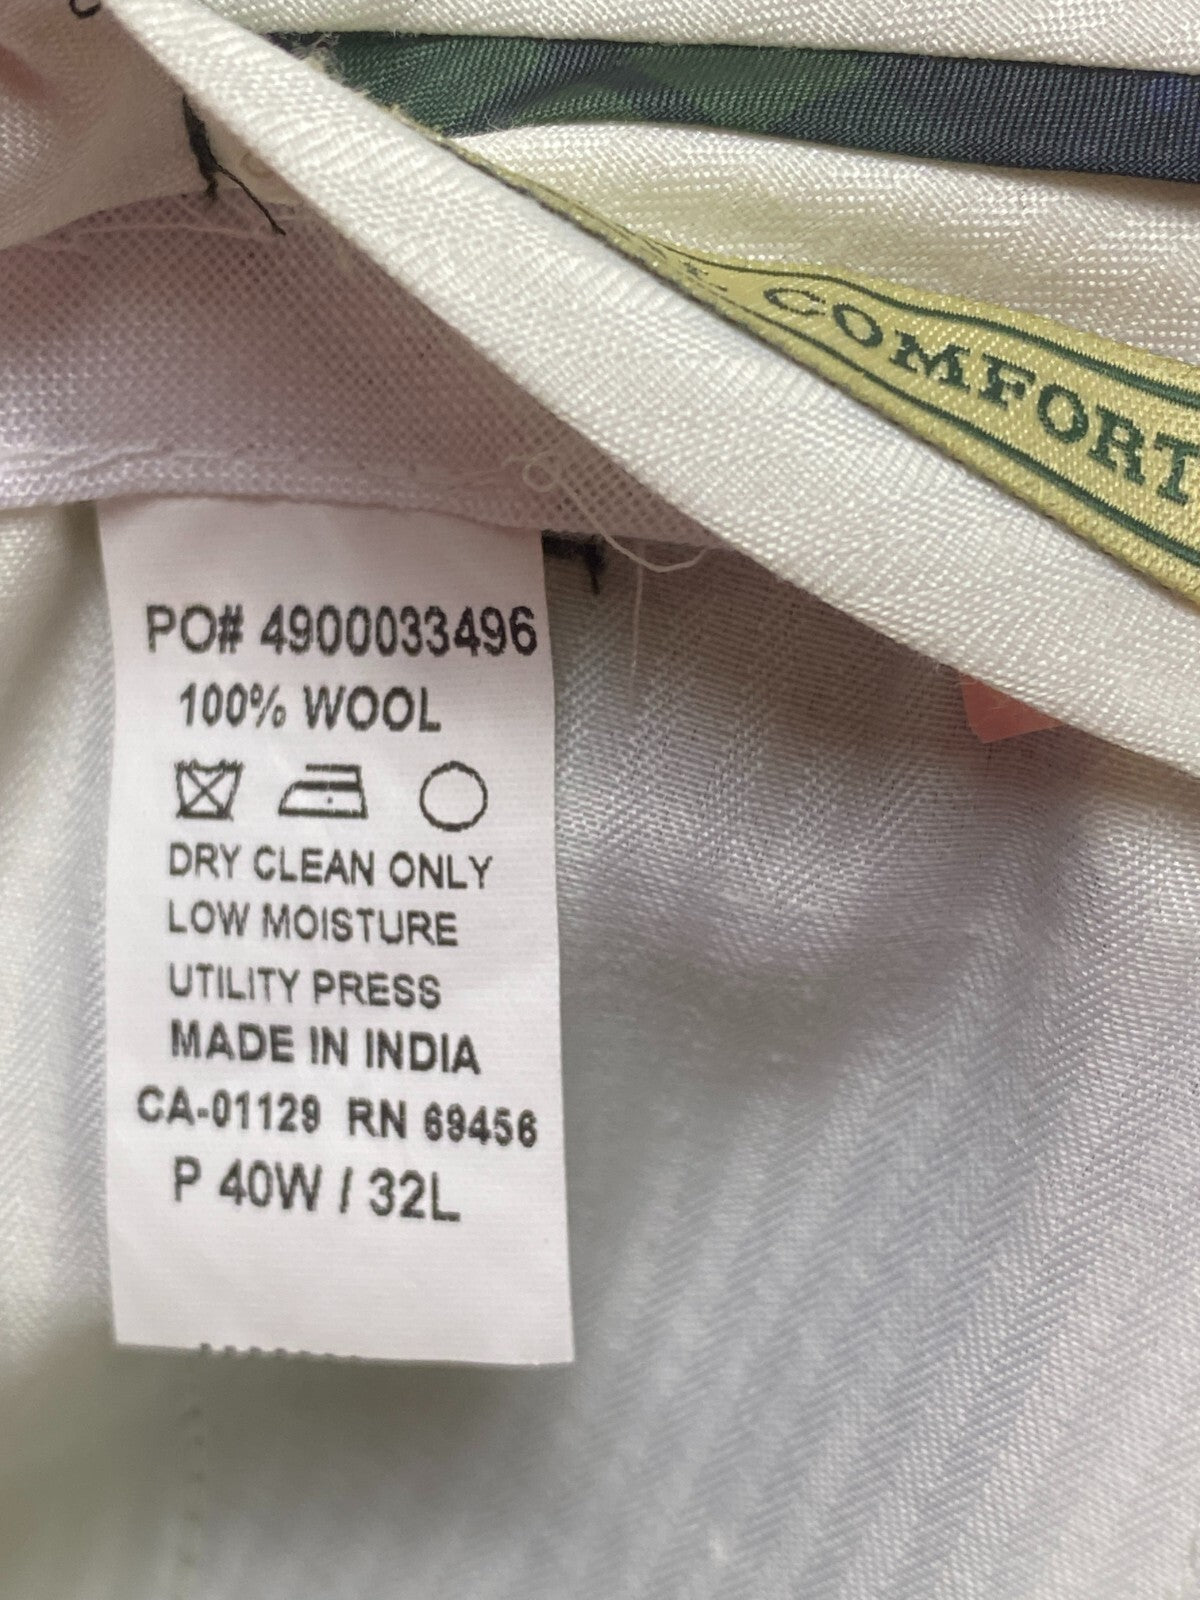 COMFORT
PO# 4900033496
100% WOOL
DRY CLEAN ONLY
LOW MOISTURE
UTILITY PRESS
MADE IN INDIA
CA-01129 RN 69456
P 40W / 32L